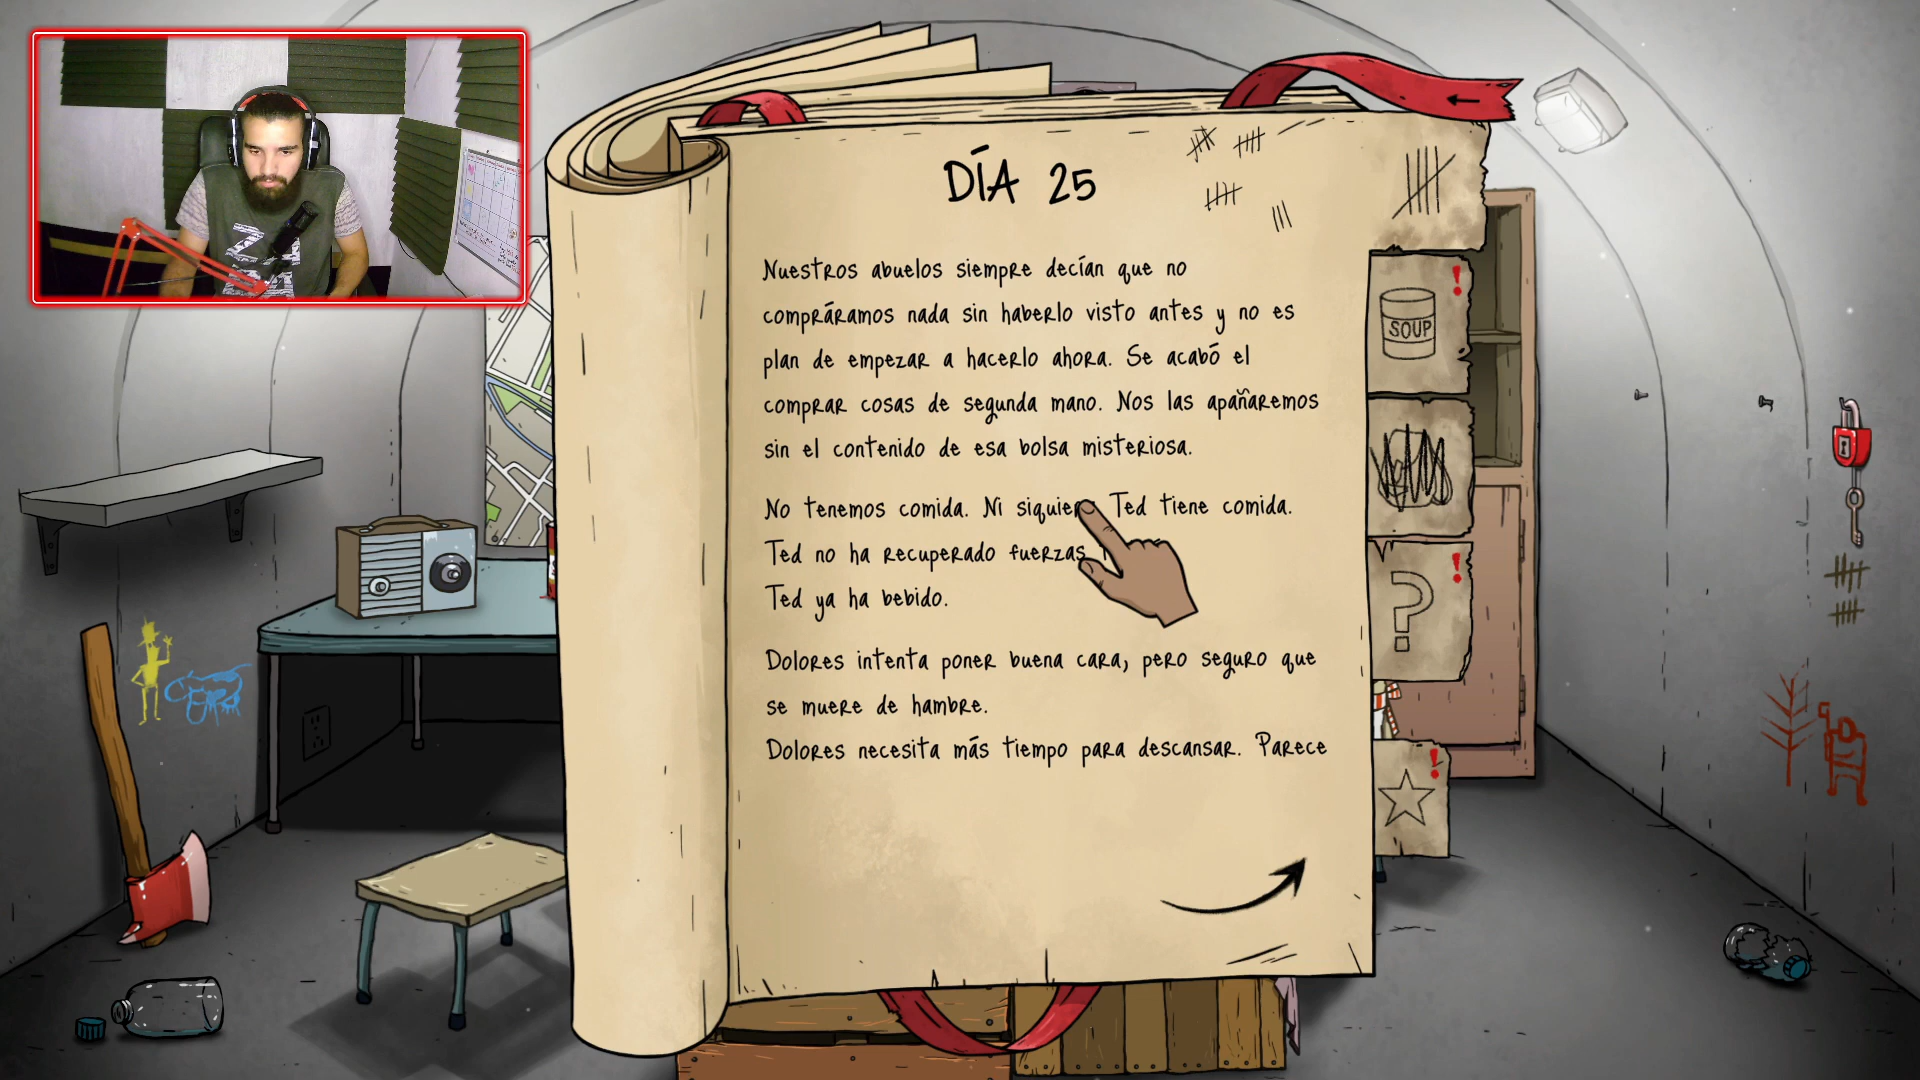 DÍA 25
Nuestros abuelos siempre decían que no
compráramos nada sin haberlo visto antes y no es
plan de empezar a hacerlo ahora. Se acabó el
comprar cosas de segunda mano. Nos las apañaremos
sin el contenido de esa bolsa misteriosa.
No tenemos comida. Ni Ted tiene comida.
Ted no ha recuperado fuerzas
Ted ya ha bebido.
Dolores intenta poner buena cara, pero seguro que
se muere de hambre.
Dolores necesita más tiempo para descansar. Parece
SOUP
!
!
?
!